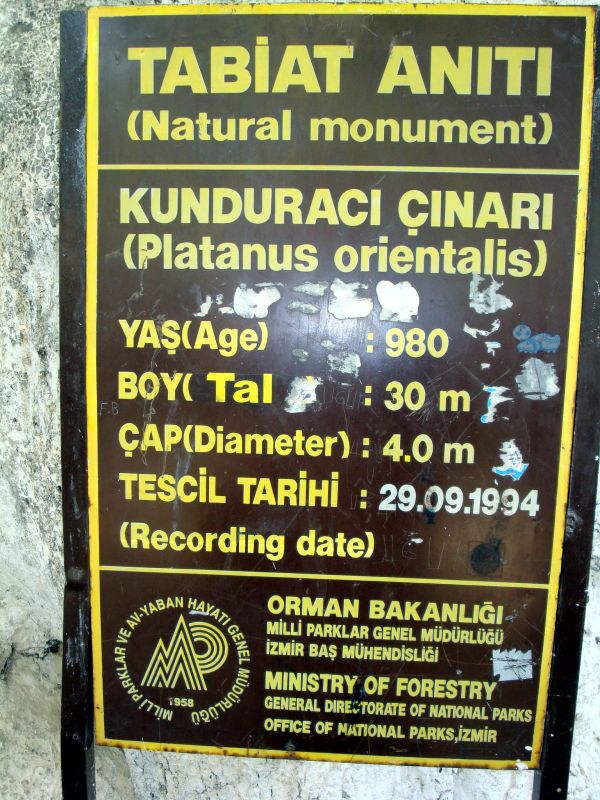 TABİAT ANITI
(Natural monument)
KUNDURACI ÇINARI
(Platanus orientalis)
YAŞ(Age) : 980
BOY( Tal : 30 m
ÇAP(Diameter) : 4.0 m
TESCİL TARİHİ : 29.09.1994
(Recording date)
MİLLİ PARKLAR VE AV-YABAN HAYATI GENEL MÜDÜRLÜĞÜ
1958
ORMAN BAKANLIĞI
MİLLİ PARKLAR GENEL MÜDÜRLÜĞÜ
İZMİR BAŞ MÜHENDİSLİĞİ
MINISTRY OF FORESTRY
GENERAL DIRECTORATE OF NATIONAL PARKS
OFFICE OF NATIONAL PARKS,İZMİR